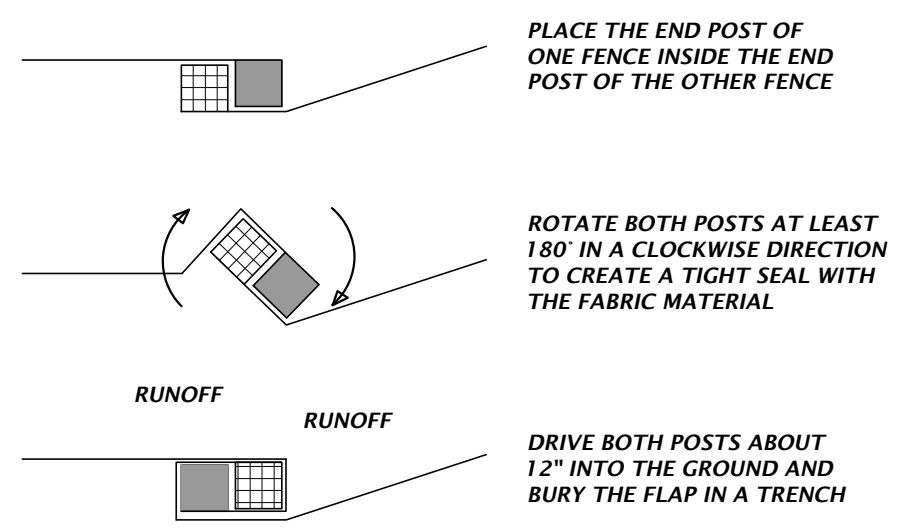 PLACE THE END POST OF
ONE FENCE INSIDE THE END
POST OF THE OTHER FENCE
ROTATE BOTH POSTS AT LEAST
180° IN A CLOCKWISE DIRECTION
TO CREATE A TIGHT SEAL WITH
THE FABRIC MATERIAL
RUNOFF
RUNOFF
DRIVE BOTH POSTS ABOUT
12" INTO THE GROUND AND
BURY THE FLAP IN A TRENCH